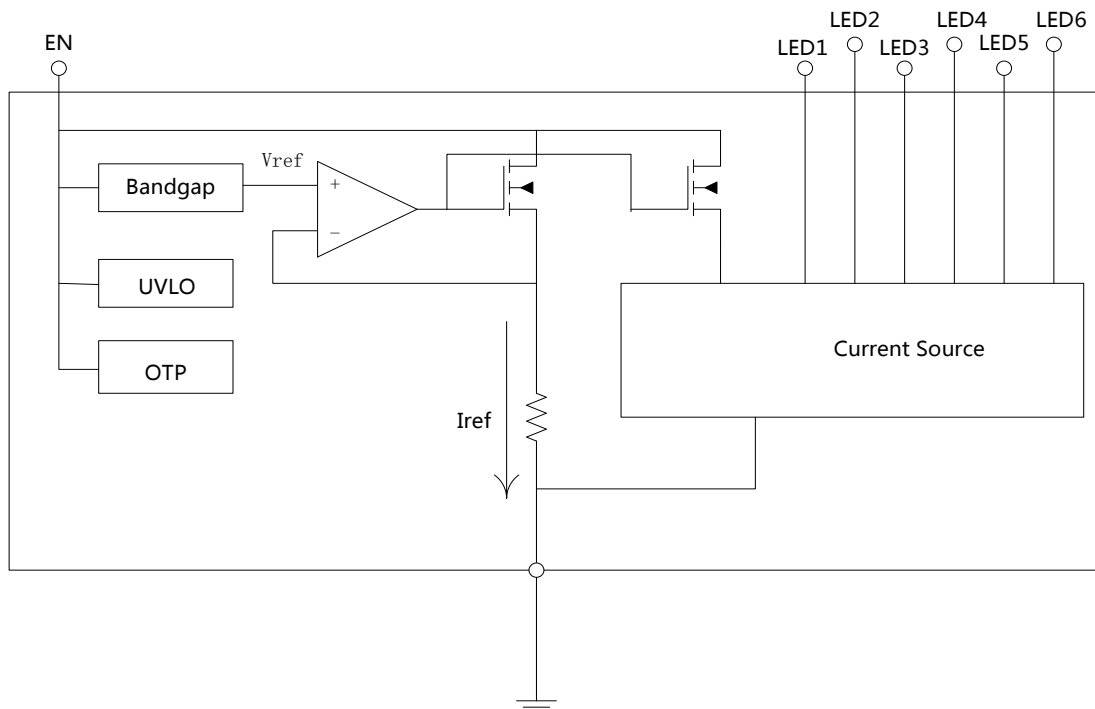 LED2
LED4
LED6
EN
LED1
LED3
LED5
Vref
Bandgap
+
−
UVLO
Current Source
OTP
Iref